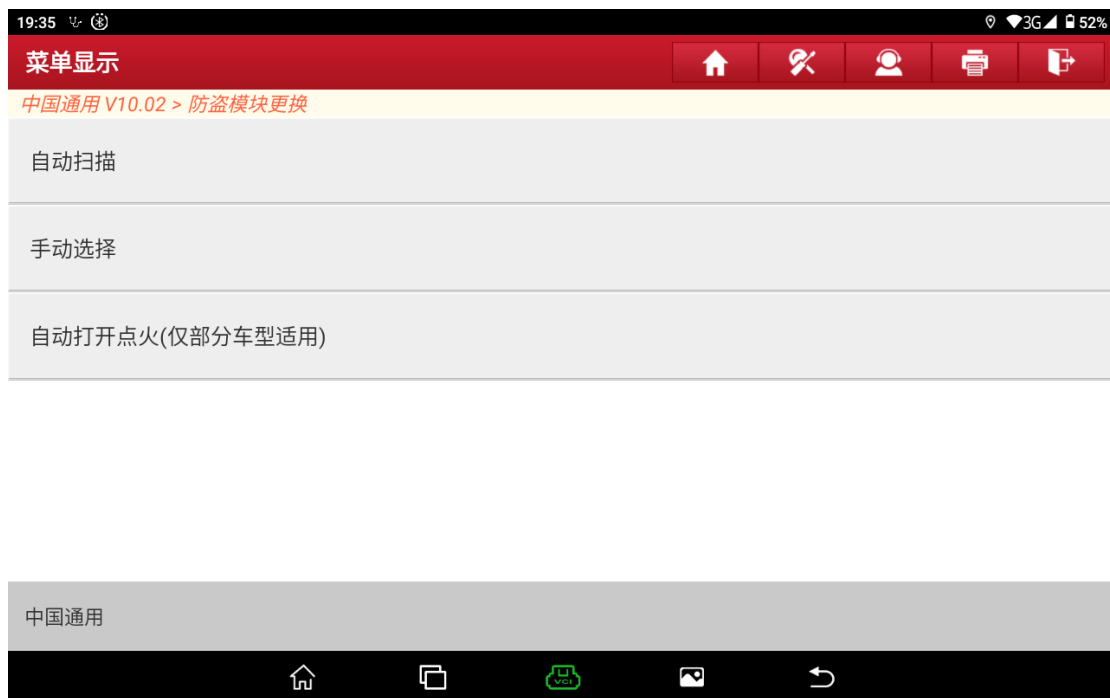 19:35 3G 52%
菜单显示
中国通用 V10.02 > 防盗模块更换
自动扫描
手动选择
自动打开点火(仅部分车型适用)
中国通用
VCI